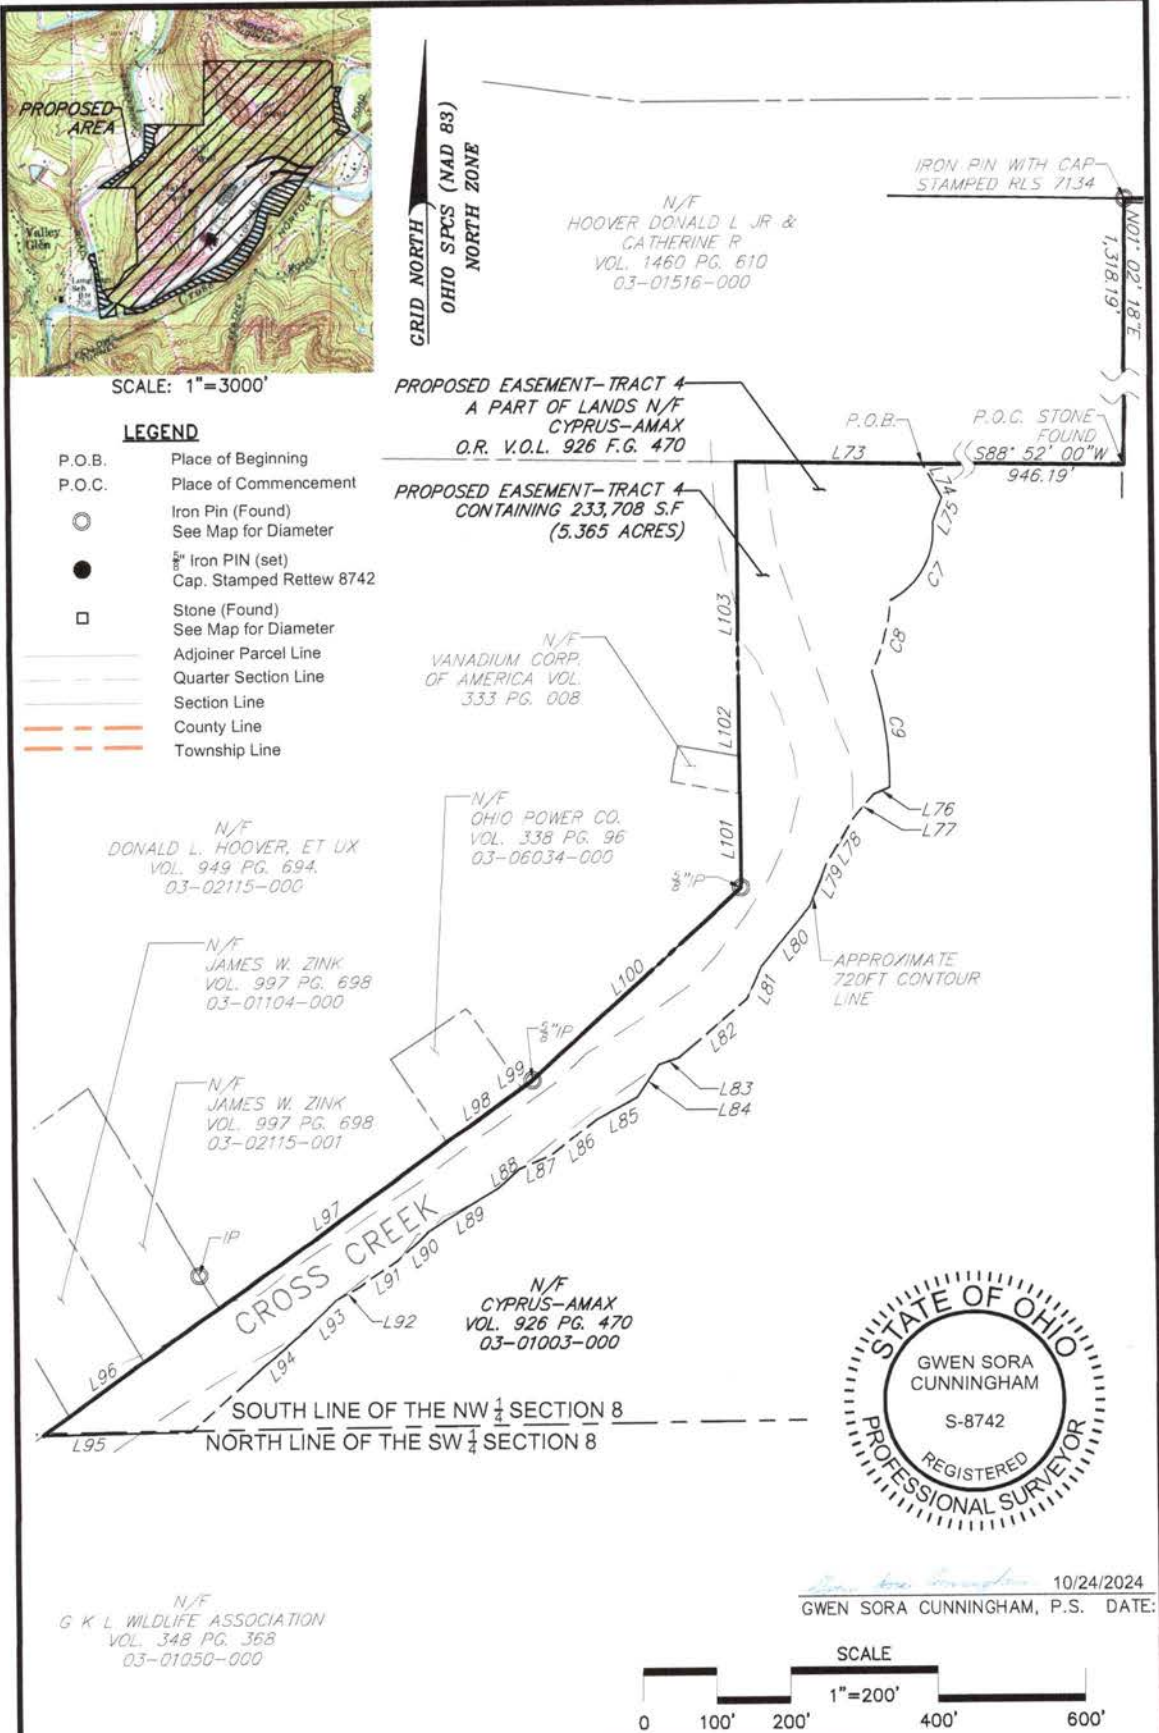 PROPOSED
AREA
Valley
Glen
SCALE: 1"=3000'
GRID NORTH
OHIO SPCS (NAD 83)
NORTH ZONE
IRON PIN WITH CAP
STAMPED RLS 7134
N/F
HOOVER DONALD L JR &
CATHERINE R
VOL. 1460 PG. 610
03-01516-000
N01° 02' 18"E
1,318.19'
PROPOSED EASEMENT-TRACT 4
A PART OF LANDS N/F
CYPRUS-AMAX
O.R. V.O.L. 926 F.G. 470
P.O.B.
P.O.C. STONE
FOUND
S88° 52' 00"W
946.19'
L73
L74
L75
PROPOSED EASEMENT-TRACT 4
CONTAINING 233,708 S.F
(5.365 ACRES)
LEGEND
P.O.B. Place of Beginning
P.O.C. Place of Commencement
Iron Pin (Found)
See Map for Diameter
5/8" Iron PIN (set)
Cap. Stamped Rettew 8742
Stone (Found)
See Map for Diameter
Adjoiner Parcel Line
Quarter Section Line
Section Line
County Line
Township Line
C7
C8
C9
L103
L102
L101
N/F
VANADIUM CORP.
OF AMERICA VOL.
333 PG. 008
L76
L77
L78
L79
L80
L81
L82
L83
L84
L85
L86
L87
L88
L89
L90
L91
L92
L93
L94
L95
L96
L97
L98
L99
L100
N/F
OHIO POWER CO.
VOL. 338 PG. 96
03-06034-000
N/F
DONALD L. HOOVER, ET UX
VOL. 949 PG. 694.
03-02115-000
5/8"IP
APPROXIMATE
720FT CONTOUR
LINE
N/F
JAMES W. ZINK
VOL. 997 PG. 698
03-01104-000
5/8"IP
N/F
JAMES W. ZINK
VOL. 997 PG. 698
03-02115-001
IP
CROSS CREEK
N/F
CYPRUS-AMAX
VOL. 926 PG. 470
03-01003-000
SOUTH LINE OF THE NW 1/4 SECTION 8
NORTH LINE OF THE SW 1/4 SECTION 8
STATE OF OHIO
GWEN SORA
CUNNINGHAM
S-8742
REGISTERED
PROFESSIONAL SURVEYOR
10/24/2024
GWEN SORA CUNNINGHAM, P.S. DATE:
N/F
G K L WILDLIFE ASSOCIATION
VOL. 348 PG. 368
03-01050-000
SCALE
1"=200'
0 100' 200' 400' 600'